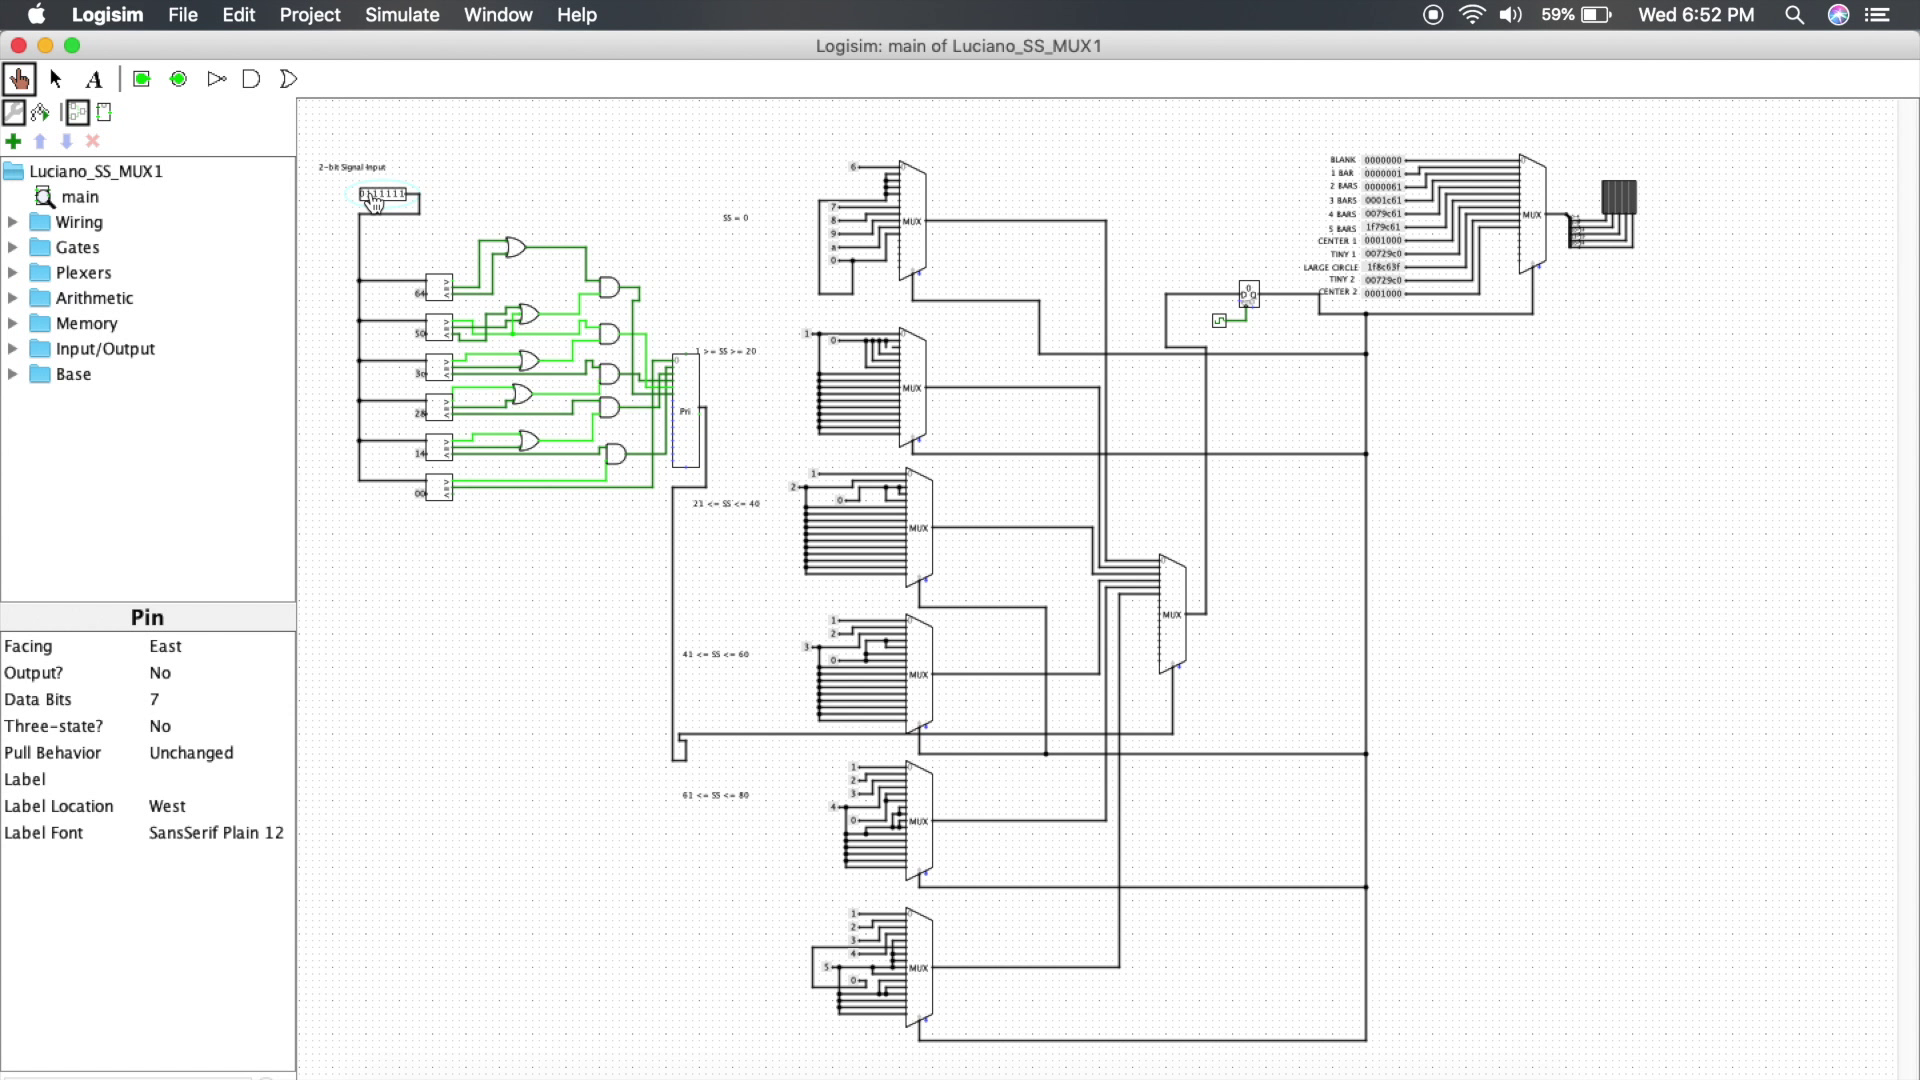 Logisim File Edit Project Simulate Window Help 59% Wed 6:52 PM
Logisim: main of Luciano_SS_MUX1
A
Luciano_SS_MUX1
main
Wiring
Gates
Plexers
Arithmetic
Memory
Input/Output
Base
Pin
Facing East
Output? No
Data Bits 7
Three-state? No
Pull Behavior Unchanged
Label
Label Location West
Label Font SansSerif Plain 12
2-bit Signal Input
64
50
3c
28
14
00
Pri
SS = 0
1 >= SS >= 20
21 <= SS <= 40
41 <= SS <= 60
61 <= SS <= 80
6
7
8
9
a
0
MUX
1
0
MUX
1
2
0
MUX
1
2
3
0
MUX
1
2
3
4
0
MUX
1
2
3
4
5
0
MUX
MUX
0
D Q
BLANK 0000000
1 BAR 0000001
2 BARS 0000061
3 BARS 0001c61
4 BARS 0079c61
5 BARS 1f79c61
CENTER 1 0001000
TINY 1 00729c0
LARGE CIRCLE 1f8c63f
TINY 2 00729c0
CENTER 2 0001000
MUX